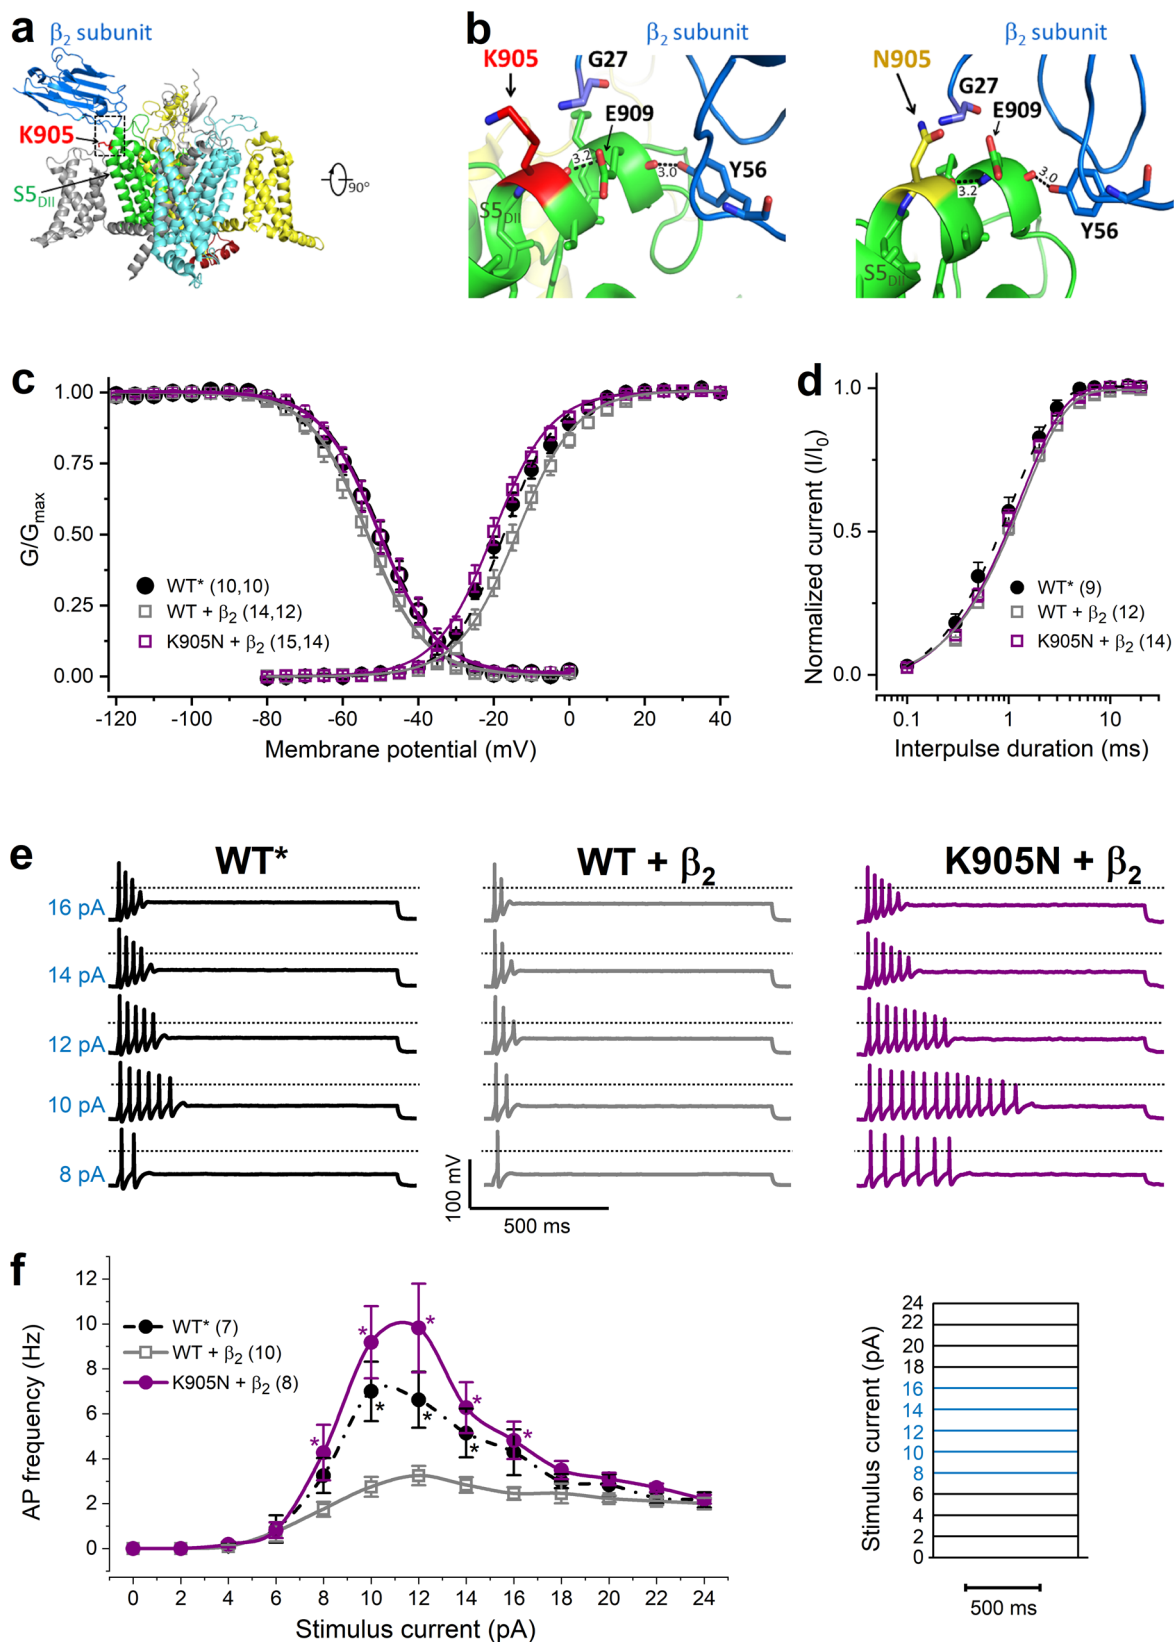 a
β2 subunit
K905
S5DII
90°
b
β2 subunit
K905
G27
E909
3.2
3.0
Y56
S5DII
β2 subunit
N905
G27
E909
3.2
3.0
Y56
S5DII
c
G/Gmax
1.00
0.75
0.50
0.25
0.00
WT* (10,10)
WT + β2 (14,12)
K905N + β2 (15,14)
-120 -100 -80 -60 -40 -20 0 20 40
Membrane potential (mV)
d
Normalized current (I/I0)
1.0
0.5
0.0
WT* (9)
WT + β2 (12)
K905N + β2 (14)
0.1 1 10
Interpulse duration (ms)
e
WT* WT + β2 K905N + β2
16 pA
14 pA
12 pA
10 pA
8 pA
100 mV
500 ms
f
AP frequency (Hz)
12
10
8
6
4
2
0
WT* (7)
WT + β2 (10)
K905N + β2 (8)
* * * * *
* * *
0 2 4 6 8 10 12 14 16 18 20 22 24
Stimulus current (pA)
Stimulus current (pA)
24
22
20
18
16
14
12
10
8
6
4
2
0
500 ms